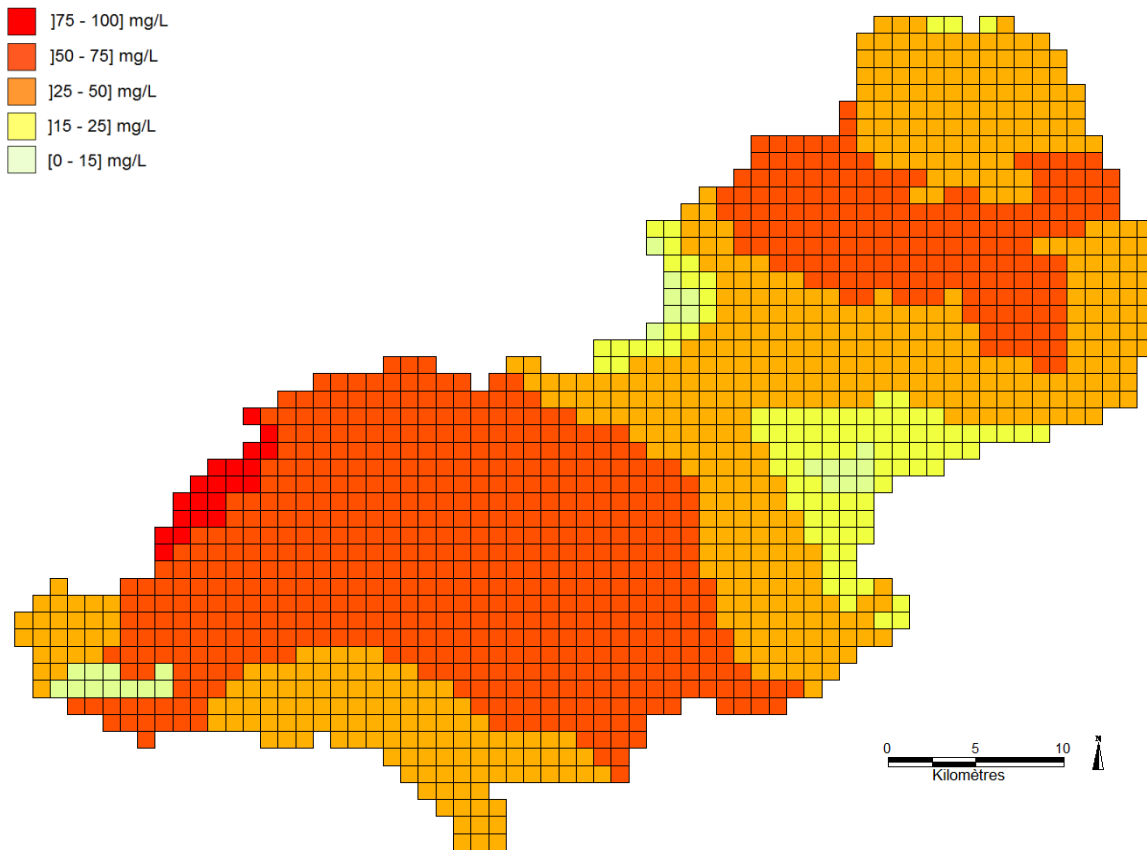 ]75 - 100] mg/L
]50 - 75] mg/L
]25 - 50] mg/L
]15 - 25] mg/L
[0 - 15] mg/L
N
0 5 10
Kilomètres